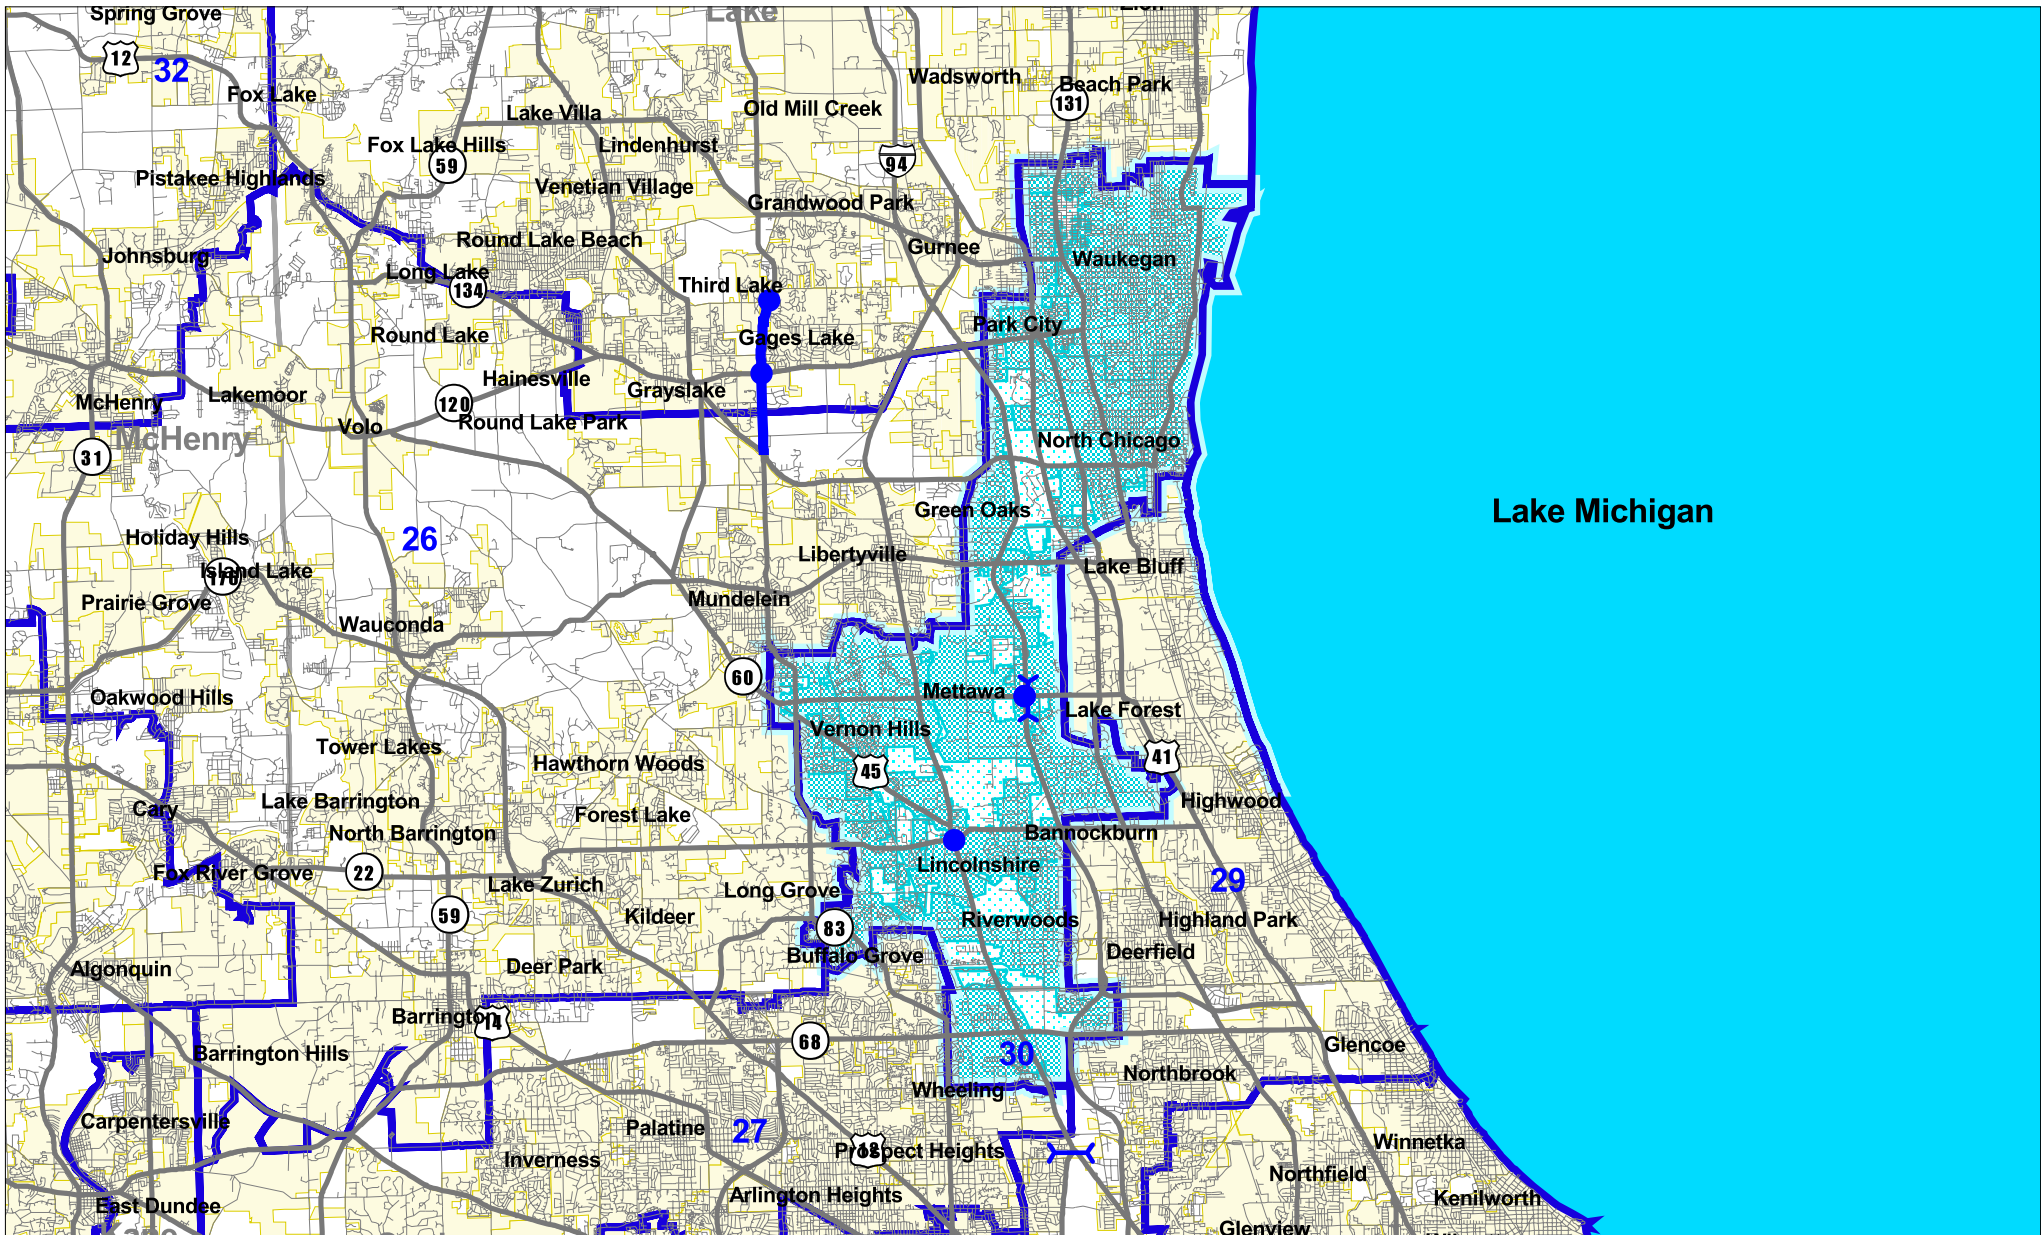 Spring Grove
Lake
Zion
12
32
Fox Lake
Wadsworth
Beach Park
131
Lake Villa
Old Mill Creek
Fox Lake Hills
59
Lindenhurst
94
Pistakee Highlands
Venetian Village
Grandwood Park
Johnsburg
Round Lake Beach
Gurnee
Waukegan
Long Lake
134
Third Lake
Round Lake
Gages Lake
Park City
Hainesville
Grayslake
Lakemoor
McHenry
120
Round Lake Park
Volo
McHenry
31
North Chicago
Green Oaks
Lake Michigan
26
Holiday Hills
Libertyville
Lake Bluff
Island Lake
176
Prairie Grove
Mundelein
Wauconda
60
Mettawa
Oakwood Hills
Lake Forest
Vernon Hills
Tower Lakes
41
Hawthorn Woods
45
Lake Barrington
Cary
Forest Lake
Highwood
North Barrington
Bannockburn
Fox River Grove
22
Lincolnshire
Lake Zurich
Long Grove
29
59
Kildeer
83
Riverwoods
Highland Park
Buffalo Grove
Deerfield
Algonquin
Deer Park
Barrington
14
68
Barrington Hills
30
Glencoe
Wheeling
Northbrook
Carpentersville
Palatine
27
Winnetka
Prospect Heights
Inverness
Northfield
Arlington Heights
Kenilworth
East Dundee
Kane
Glenview